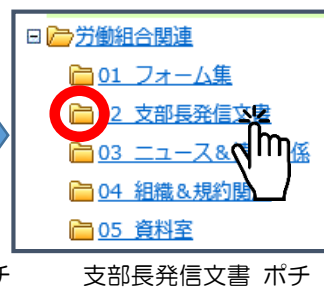 労働組合関連
01 フォーム集
2 支部長発信文書
03 ニュース&
係
04 組織&規約関
05 資料室
チ
支部長発信文書 ポチ